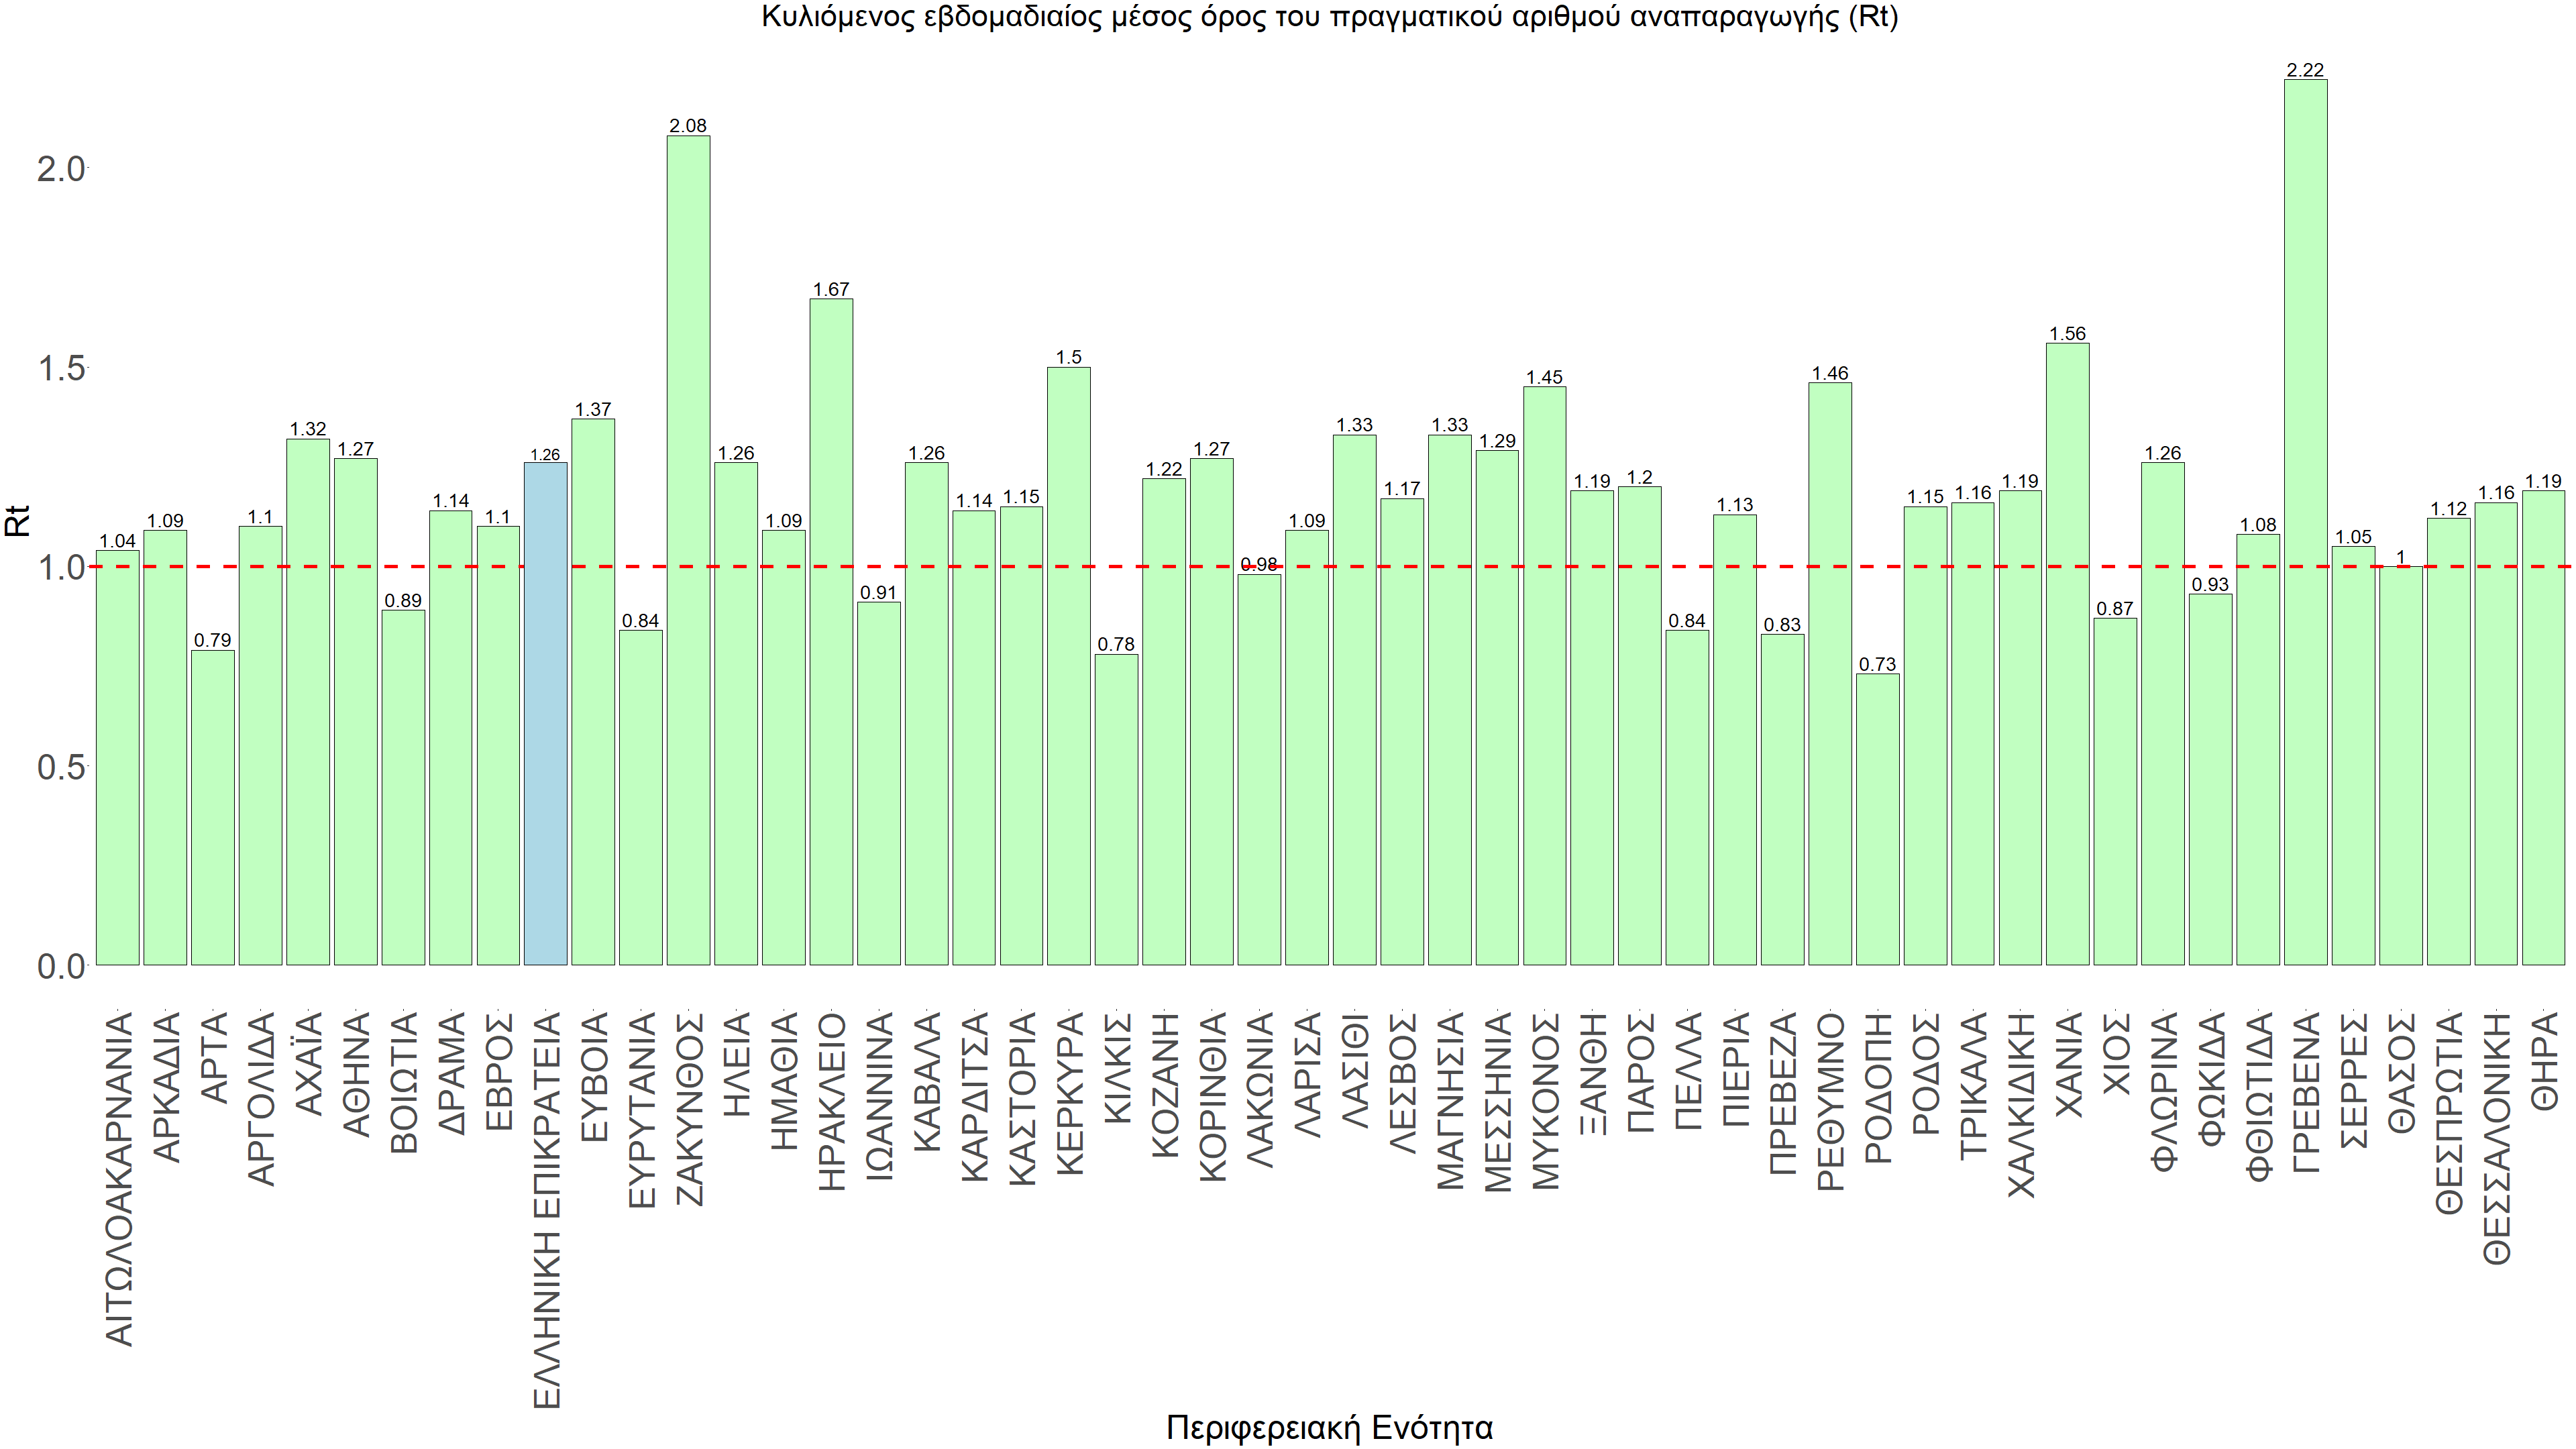 Κυλιόμενος εβδομαδιαίος μέσος όρος του πραγματικού αριθμού αναπαραγωγής (Rt)
Rt
2.0
1.5
1.0
0.5
0.0
1.04 1.09 0.79 1.1 1.32 1.27 0.89 1.14 1.1 1.26 1.37 0.84 2.08 1.26 1.09 1.67 0.91 1.26 1.14 1.15 1.5 0.78 1.22 1.27 0.98 1.09 1.33 1.17 1.33 1.29 1.45 1.19 1.2 0.84 1.13 0.83 1.46 0.73 1.15 1.16 1.19 1.56 0.87 1.26 0.93 1.08 2.22 1.05 1 1.12 1.16 1.19
ΑΙΤΩΛΟΑΚΑΡΝΑΝΙΑ
ΑΡΚΑΔΙΑ
ΑΡΤΑ
ΑΡΓΟΛΙΔΑ
ΑΧΑΪΑ
ΑΘΗΝΑ
ΒΟΙΩΤΙΑ
ΔΡΑΜΑ
ΕΒΡΟΣ
ΕΛΛΗΝΙΚΗ ΕΠΙΚΡΑΤΕΙΑ
ΕΥΒΟΙΑ
ΕΥΡΥΤΑΝΙΑ
ΖΑΚΥΝΘΟΣ
ΗΛΕΙΑ
ΗΜΑΘΙΑ
ΗΡΑΚΛΕΙΟ
ΙΩΑΝΝΙΝΑ
ΚΑΒΑΛΑ
ΚΑΡΔΙΤΣΑ
ΚΑΣΤΟΡΙΑ
ΚΕΡΚΥΡΑ
ΚΙΛΚΙΣ
ΚΟΖΑΝΗ
ΚΟΡΙΝΘΙΑ
ΛΑΚΩΝΙΑ
ΛΑΡΙΣΑ
ΛΑΣΙΘΙ
ΛΕΣΒΟΣ
ΜΑΓΝΗΣΙΑ
ΜΕΣΣΗΝΙΑ
ΜΥΚΟΝΟΣ
ΞΑΝΘΗ
ΠΑΡΟΣ
ΠΕΛΛΑ
ΠΙΕΡΙΑ
ΠΡΕΒΕΖΑ
ΡΕΘΥΜΝΟ
ΡΟΔΟΠΗ
ΡΟΔΟΣ
ΤΡΙΚΑΛΑ
ΧΑΛΚΙΔΙΚΗ
ΧΑΝΙΑ
ΧΙΟΣ
ΦΛΩΡΙΝΑ
ΦΩΚΙΔΑ
ΦΘΙΩΤΙΔΑ
ΓΡΕΒΕΝΑ
ΣΕΡΡΕΣ
ΘΑΣΟΣ
ΘΕΣΠΡΩΤΙΑ
ΘΕΣΣΑΛΟΝΙΚΗ
ΘΗΡΑ
Περιφερειακή Ενότητα